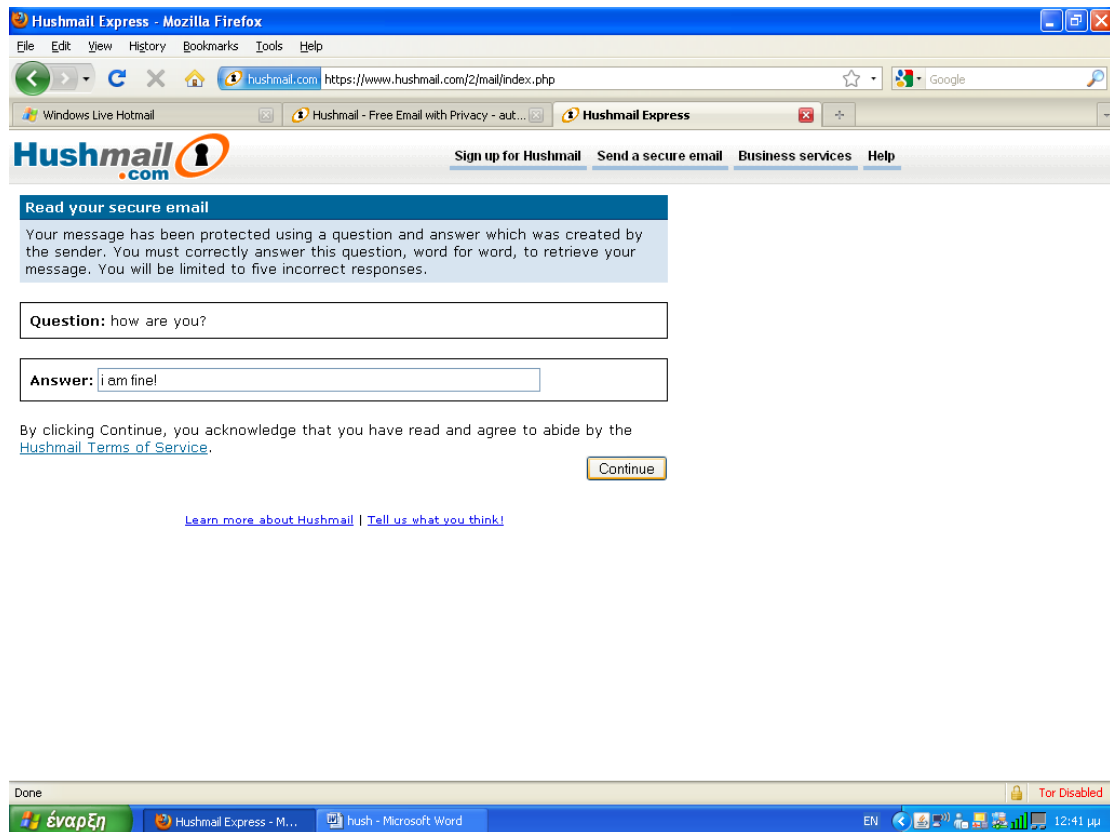 Hushmail Express - Mozilla Firefox
File Edit View History Bookmarks Tools Help
hushmail.com https://www.hushmail.com/2/mail/index.php Google
Windows Live Hotmail Hushmail - Free Email with Privacy - aut... Hushmail Express
Hushmail.com
Sign up for Hushmail Send a secure email Business services Help
Read your secure email
Your message has been protected using a question and answer which was created by
the sender. You must correctly answer this question, word for word, to retrieve your
message. You will be limited to five incorrect responses.
Question: how are you?
Answer: i am fine!
By clicking Continue, you acknowledge that you have read and agree to abide by the
Hushmail Terms of Service.
Continue
Learn more about Hushmail | Tell us what you think!
Done Tor Disabled
έναρξη Hushmail Express - M... hush - Microsoft Word EN 12:41 μμ